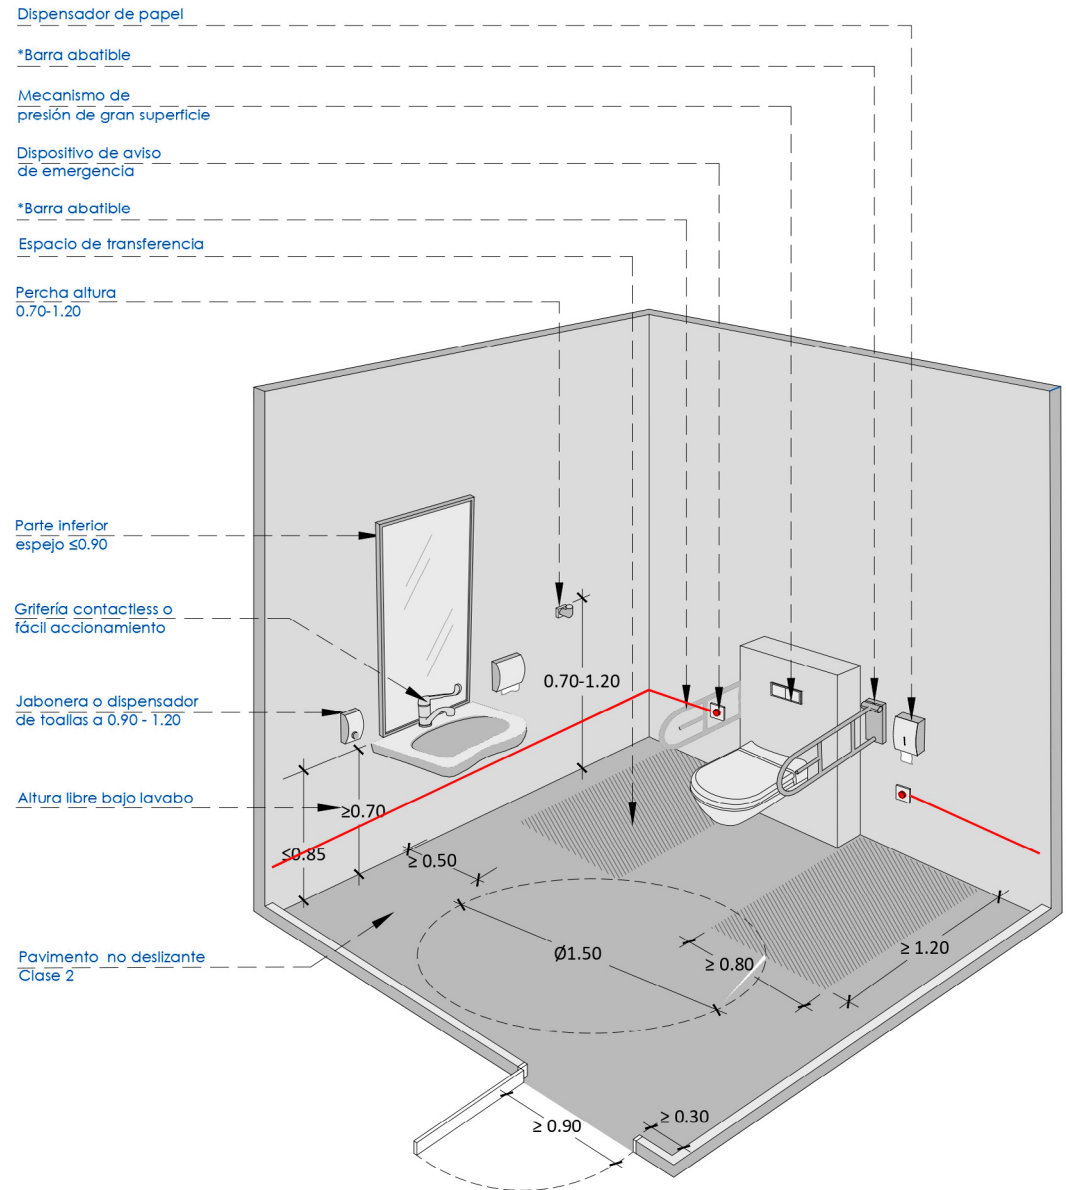 Dispensador de papel
*Barra abatible
Mecanismo de
presión de gran superficie
Dispositivo de aviso
de emergencia
*Barra abatible
Espacio de transferencia
Percha altura
0.70-1.20
Parte inferior
espejo ≤0.90
Grifería contactless o
fácil accionamiento
0.70-1.20
Jabonera o dispensador
de toallas a 0.90 - 1.20
Altura libre bajo lavabo
≥0.70
≤0.85
≥ 0.50
Pavimento no deslizante
Clase 2
Ø1.50
≥ 0.80
≥ 1.20
≥ 0.90
≥ 0.30